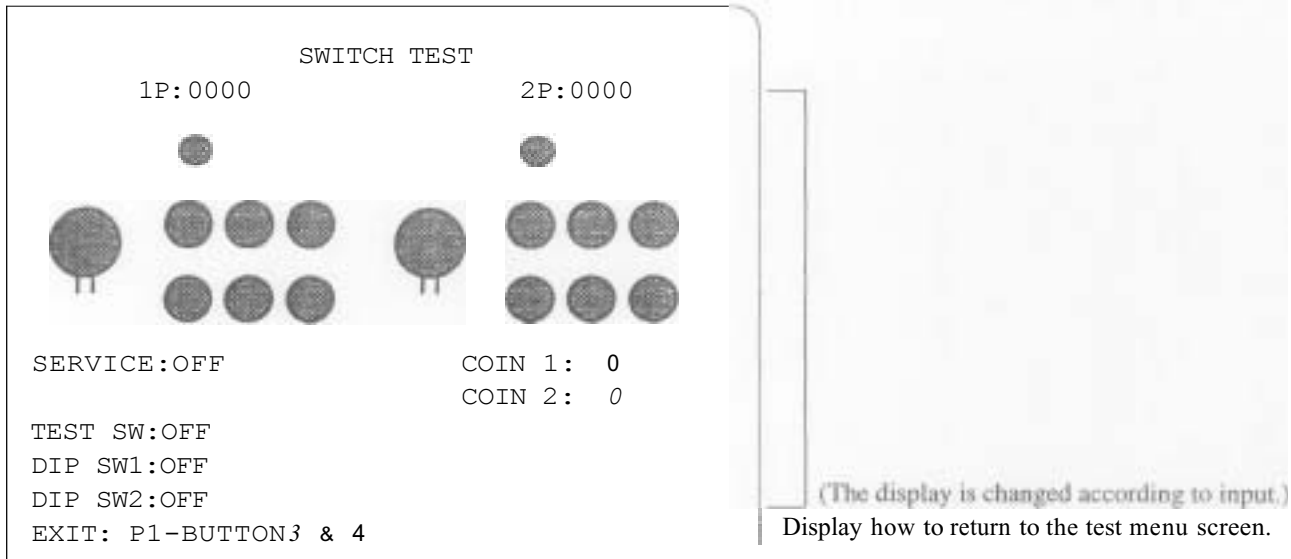 SWITCH TEST
1P:0000 2P:0000
SERVICE:OFF COIN 1: 0
COIN 2: 0
TEST SW:OFF
DIP SW1:OFF
DIP SW2:OFF
EXIT: P1-BUTTON3 & 4
(The display is changed according to input.)
Display how to return to the test menu screen.